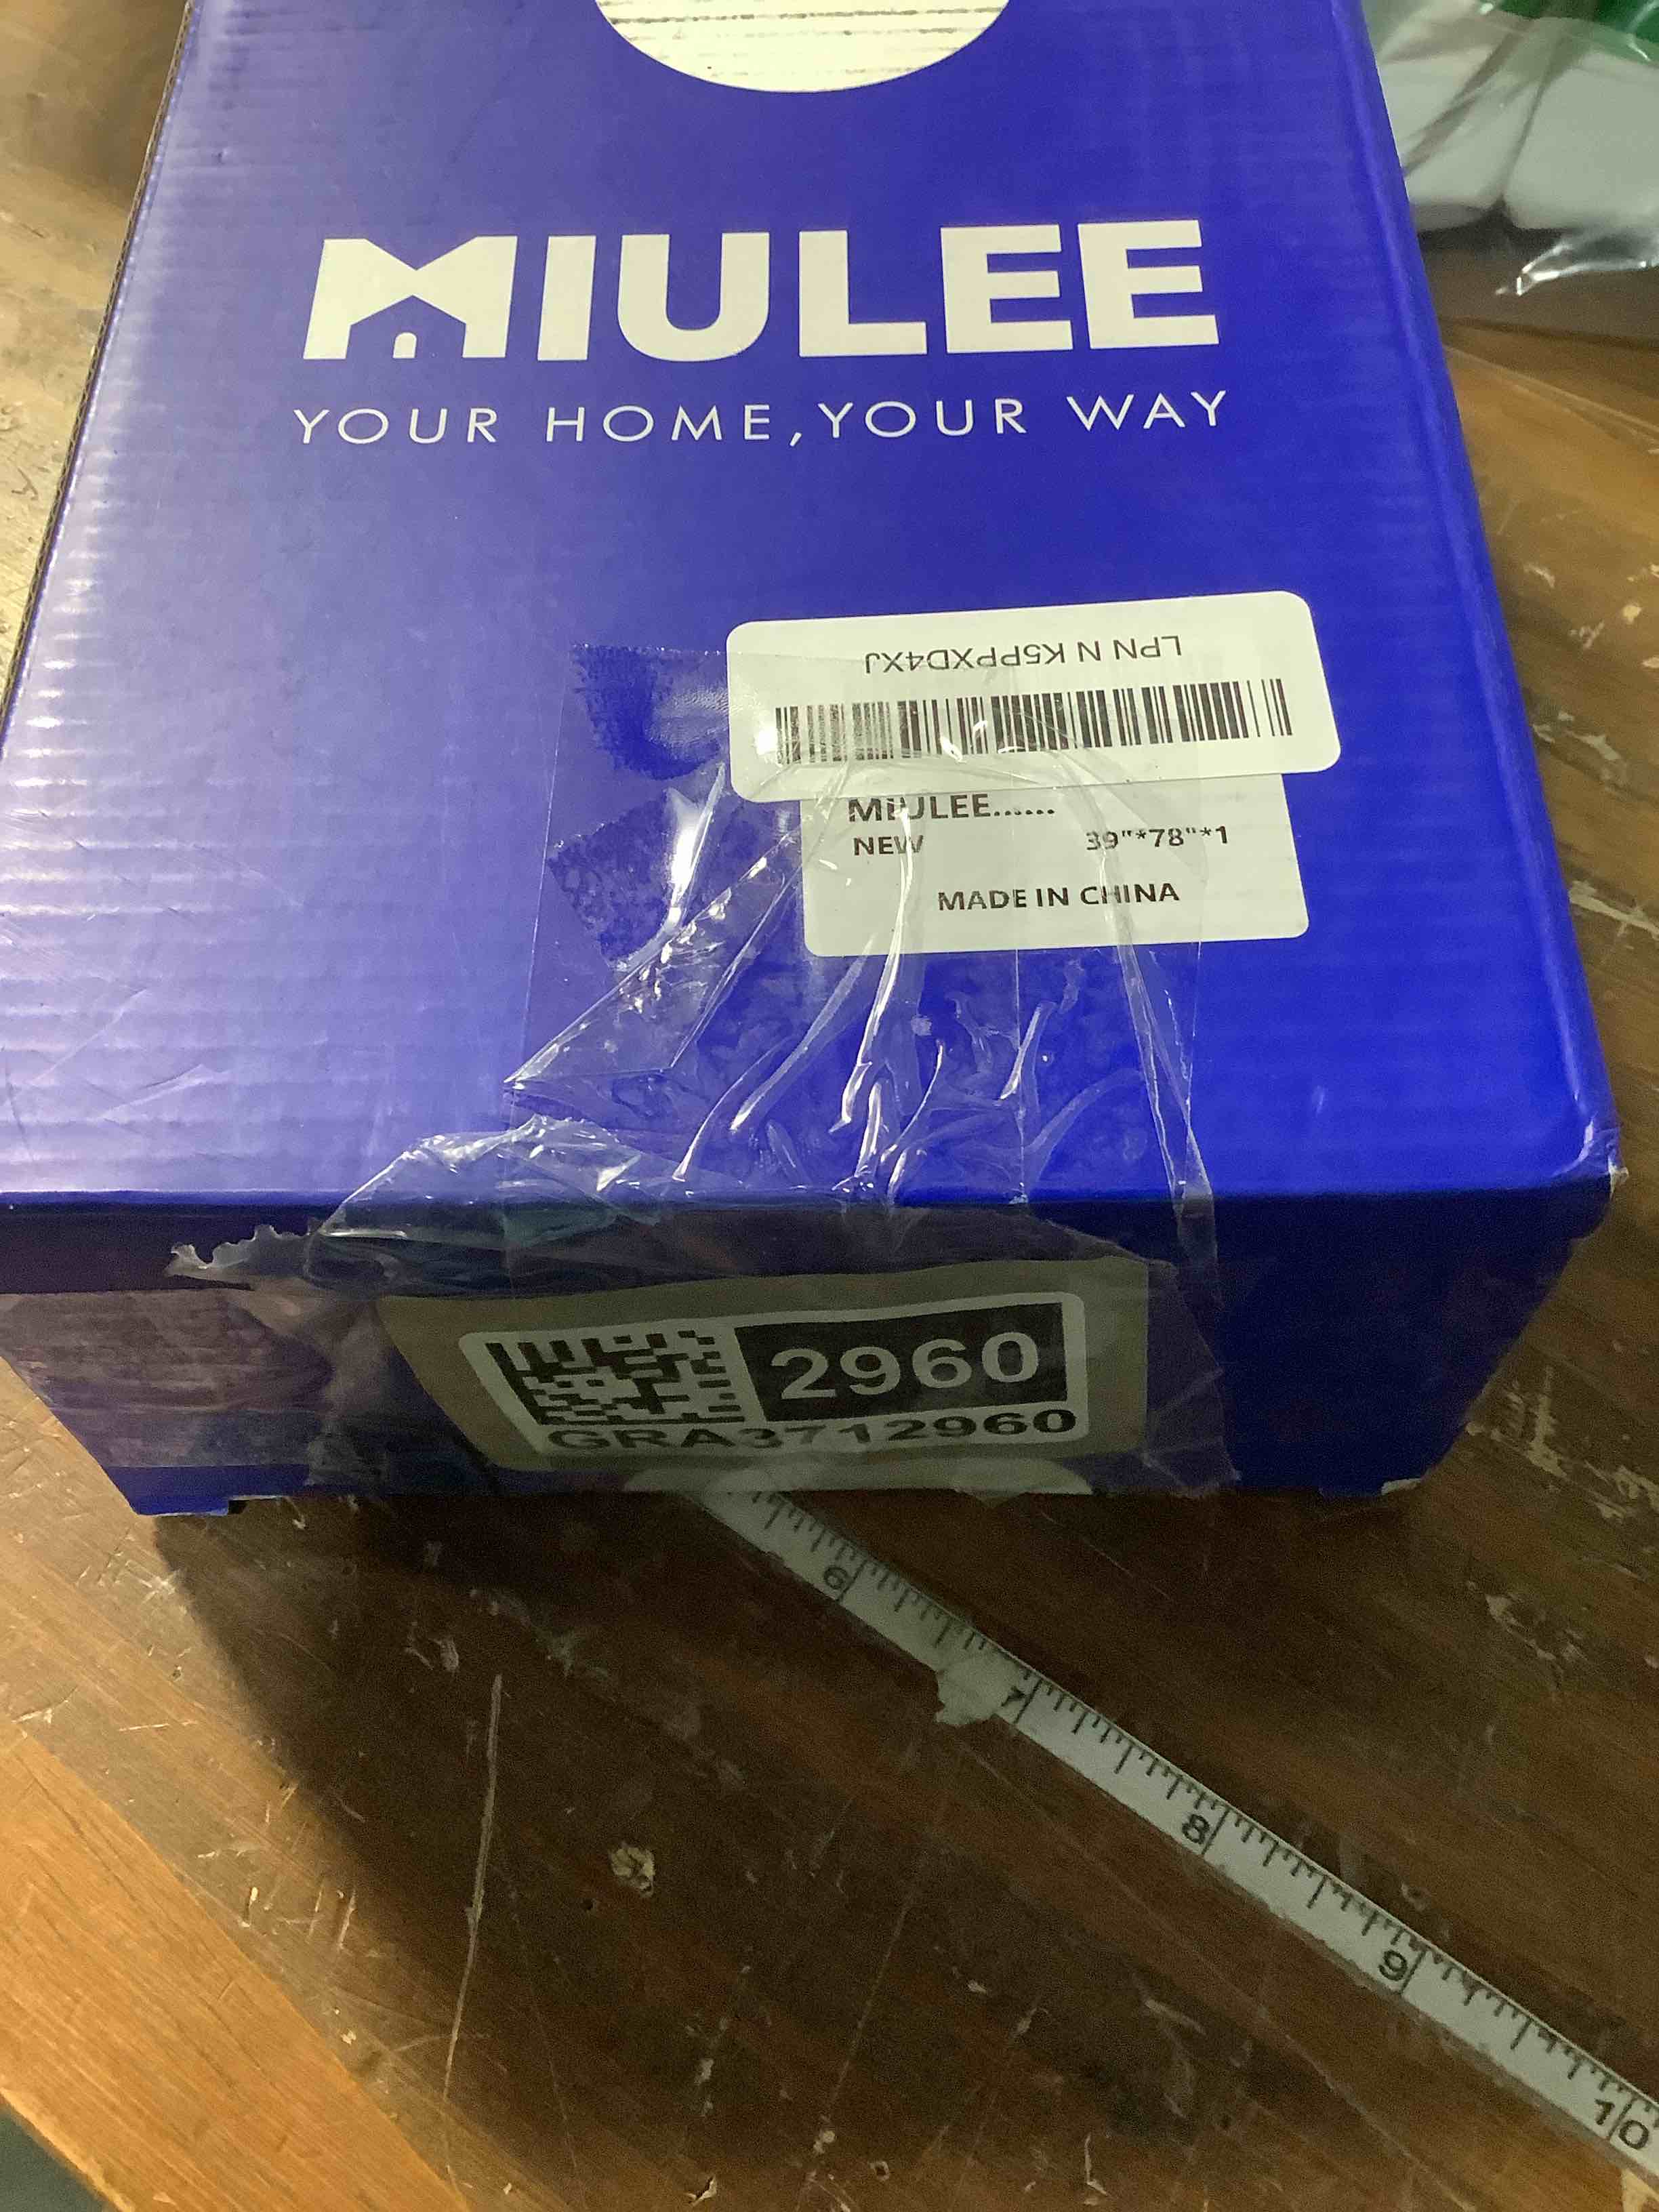 MIULEE
YOUR HOME, YOUR WAY
LPN N K5PPXD4XJ
MIULEE......
NEW 39"*78"*1
MADE IN CHINA
2960
GRA3712960
6
7
8
9
10